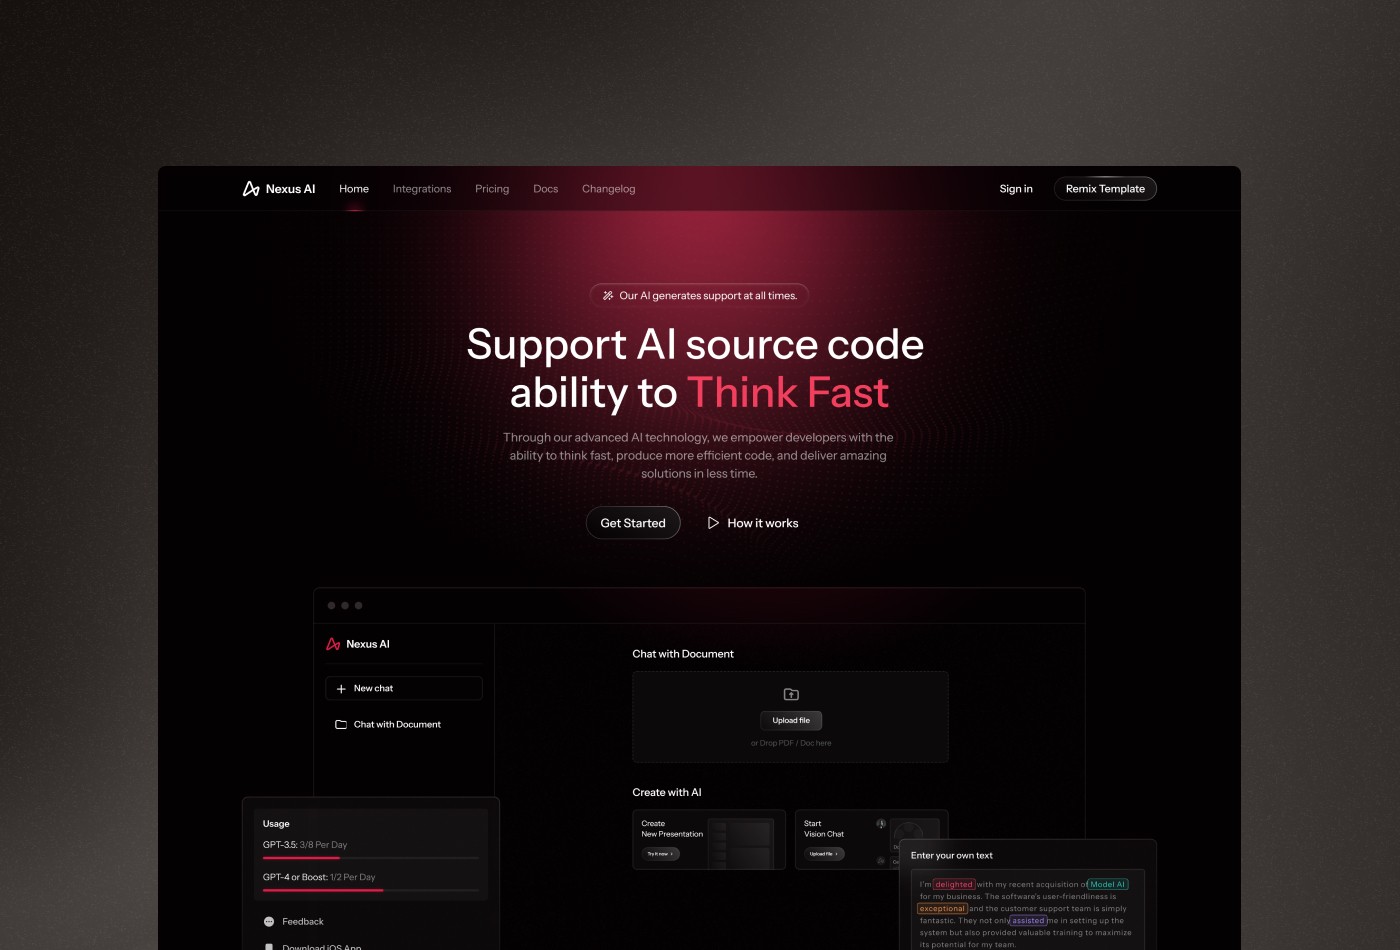 Nexus AI
Home
Integrations
Pricing
Docs
Changelog
Sign in
Remix Template
Our AI generates support at all times.
Support AI source code
ability to Think Fast
Through our advanced AI technology, we empower developers with the
ability to think fast, produce more efficient code, and deliver amazing
solutions in less time.
Get Started
How it works
Nexus AI
New chat
Chat with Document
Chat with Document
Upload file
or Drop PDF / Doc here
Create with AI
Create
New Presentation
Try it now
Start
Vision Chat
Upload file
Usage
GPT-3.5: 3/8 Per Day
GPT-4 or Boost: 1/2 Per Day
Feedback
Download iOS App
Enter your own text
I'm delighted with my recent acquisition of Model AI
for my business. The software's user-friendliness is
exceptional and the customer support team is simply
fantastic. They not only assisted me in setting up the
system but also provided valuable training to maximize
its potential for my team.